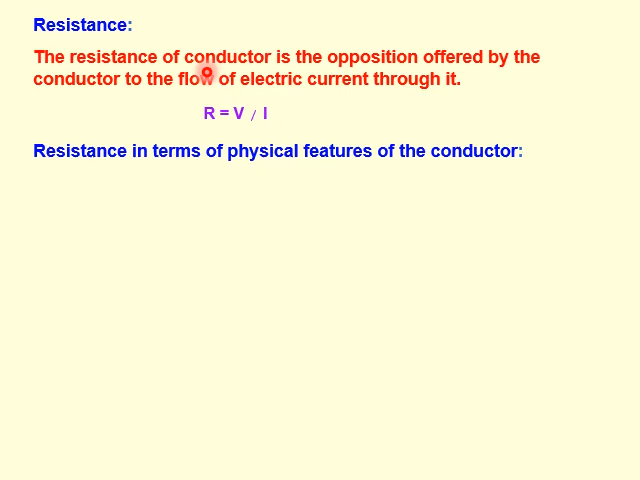 Resistance:
The resistance of conductor is the opposition offered by the
conductor to the flow of electric current through it.
R = V / I
Resistance in terms of physical features of the conductor: